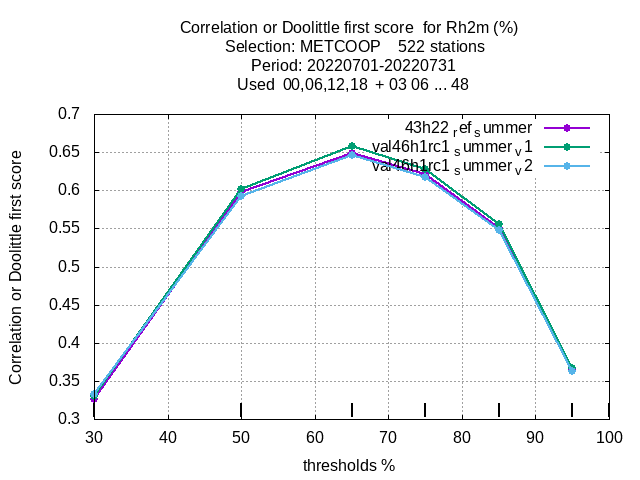 Correlation or Doolittle first score  for Rh2m (%)
Selection: METCOOP    522 stations
Period: 20220701-20220731
Used  00,06,12,18  + 03 06 ... 48
0.7
0.65
0.6
0.55
0.5
0.45
0.4
0.35
0.3
Correlation or Doolittle first score
43h22 ref summer
val46h1rc1 summer v1
val46h1rc1 summer v2
30 40 50 60 70 80 90 100
thresholds %